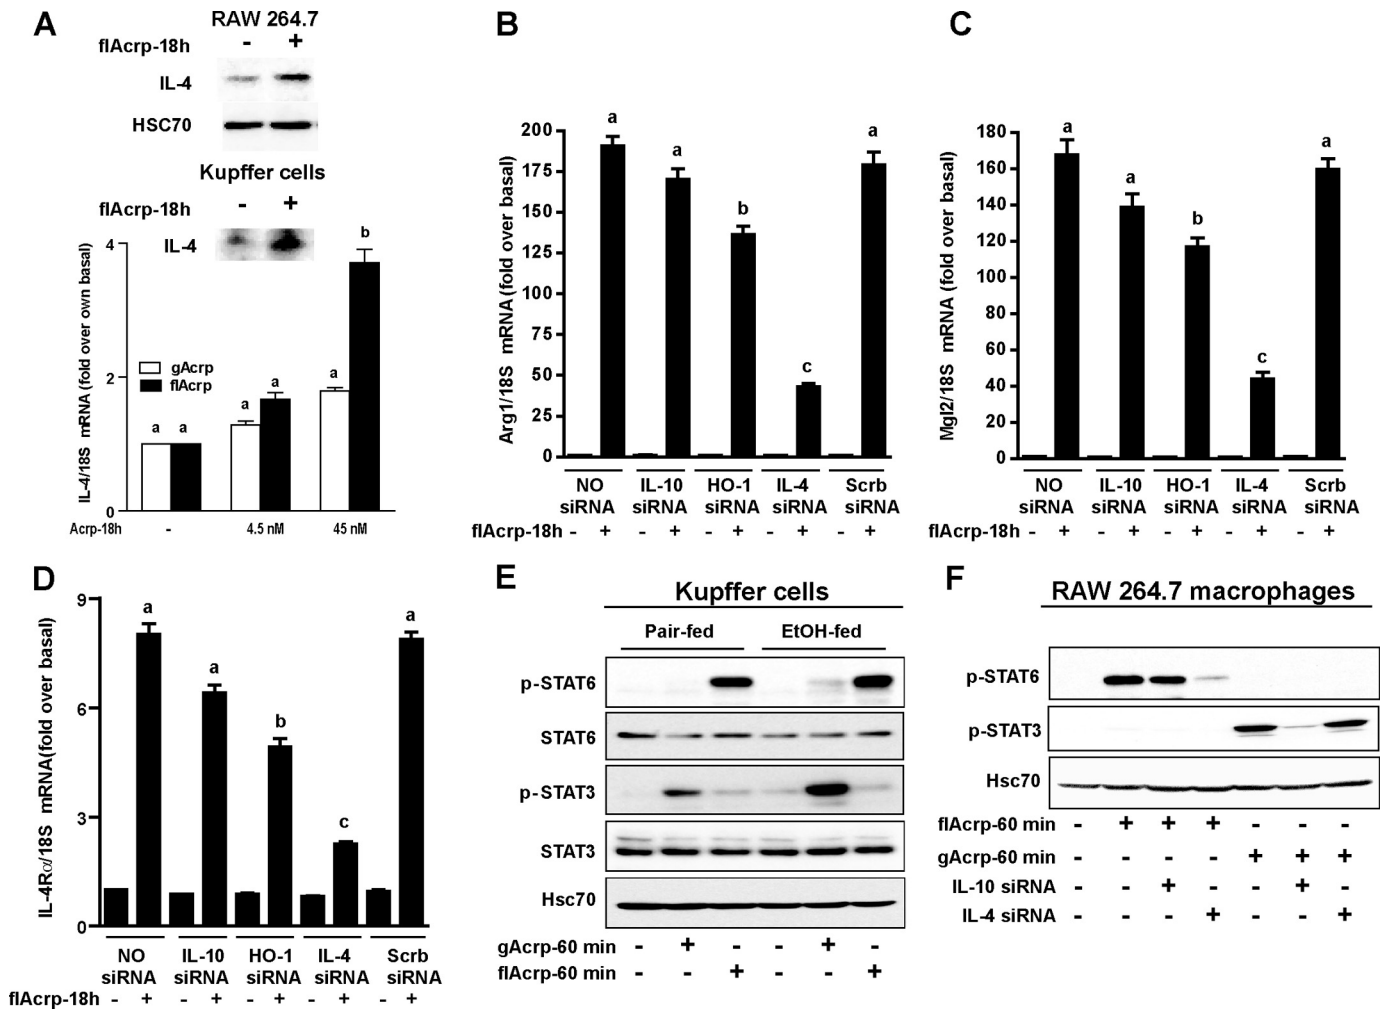 A
RAW 264.7
flAcrp-18h - +
IL-4
HSC70
Kupffer cells
flAcrp-18h - +
IL-4
IL-4/18S mRNA (fold over own basal)
4
2
0
gAcrp
flAcrp
a a a a a b
Acrp-18h - 4.5 nM 45 nM
B
Arg1/18S mRNA (fold over basal)
200
175
150
125
100
75
50
25
0
a a b c a
NO siRNA IL-10 siRNA HO-1 siRNA IL-4 siRNA Scrb siRNA
flAcrp-18h - + - + - + - + - +
C
Mgl2/18S mRNA (fold over basal)
180
160
140
120
100
80
60
40
20
0
a a b c a
NO siRNA IL-10 siRNA HO-1 siRNA IL-4 siRNA Scrb siRNA
flAcrp-18h - + - + - + - + - +
D
IL-4Rα/18S mRNA(fold over basal)
9
6
3
0
a a b c a
NO siRNA IL-10 siRNA HO-1 siRNA IL-4 siRNA Scrb siRNA
flAcrp-18h - + - + - + - + - +
E
Kupffer cells
Pair-fed EtOH-fed
p-STAT6
STAT6
p-STAT3
STAT3
Hsc70
gAcrp-60 min - + - - + -
flAcrp-60 min - - + - - +
F
RAW 264.7 macrophages
p-STAT6
p-STAT3
Hsc70
flAcrp-60 min - + + + - - -
gAcrp-60 min - - - - + + +
IL-10 siRNA - - + - - + -
IL-4 siRNA - - - + - - +